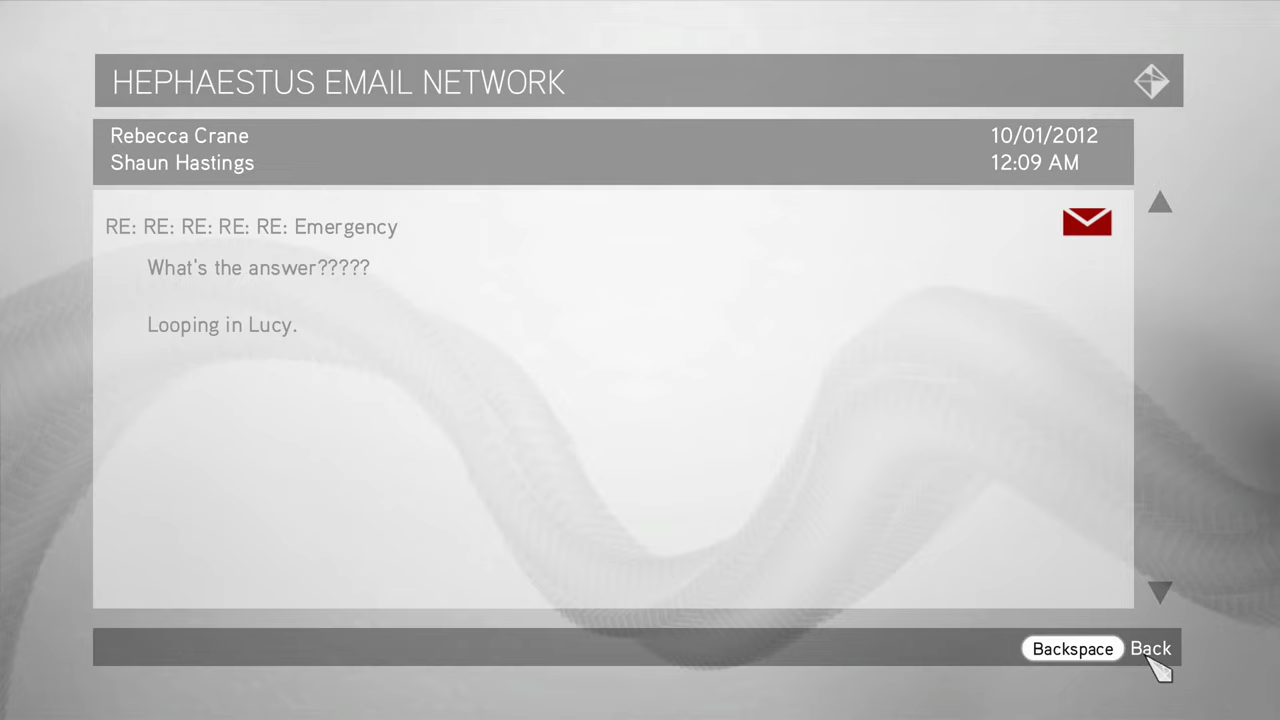 HEPHAESTUS EMAIL NETWORK
Rebecca Crane
10/01/2012
Shaun Hastings
12:09 AM
RE: RE: RE: RE: RE: Emergency
What's the answer?????
Looping in Lucy.
Backspace Back